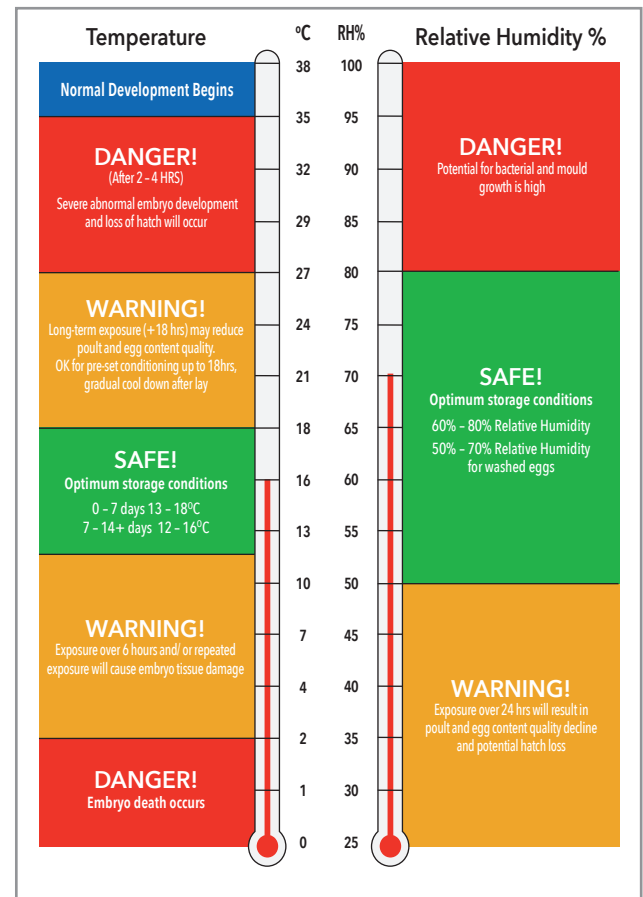 Temperature
ºC
RH%
Relative Humidity %
Normal Development Begins
DANGER!
(After 2 – 4 HRS)
Severe abnormal embryo development
and loss of hatch will occur
WARNING!
Long-term exposure (+18 hrs) may reduce
poult and egg content quality.
OK for pre-set conditioning up to 18hrs,
gradual cool down after lay
SAFE!
Optimum storage conditions
0 – 7 days 13 – 18ºC
7 – 14+ days 12 – 16ºC
WARNING!
Exposure over 6 hours and/ or repeated
exposure will cause embryo tissue damage
DANGER!
Embryo death occurs
38
35
32
29
27
24
21
18
16
13
10
7
4
2
1
0
100
95
90
85
80
75
70
65
60
55
50
45
40
35
30
25
DANGER!
Potential for bacterial and mould
growth is high
SAFE!
Optimum storage conditions
60% – 80% Relative Humidity
50% – 70% Relative Humidity
for washed eggs
WARNING!
Exposure over 24 hrs will result in
poult and egg content quality decline
and potential hatch loss